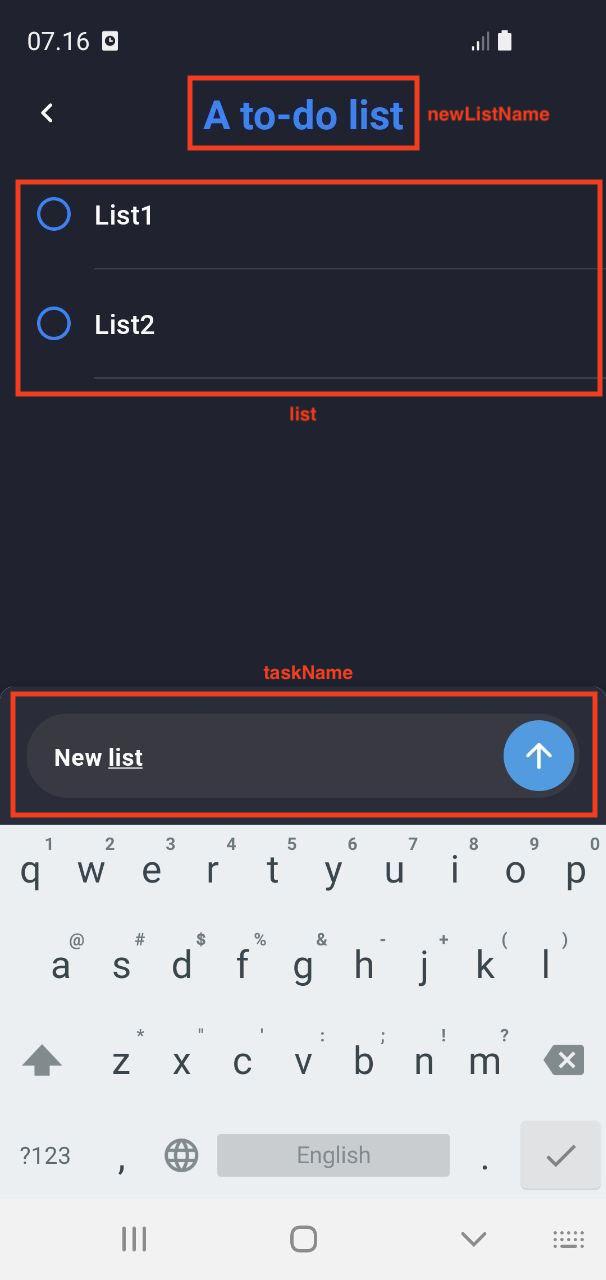 07.16
A to-do list
newListName
List1
List2
list
taskName
New list
1 2 3 4 5 6 7 8 9 0
q w e r t y u i o p
@ # $ % & - + ( )
a s d f g h j k l
* " ' : ; ! ?
z x c v b n m
?123 , English .